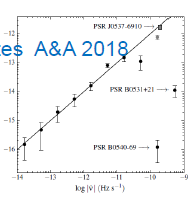 PSR J0537-6910
tes A&A 2018
-12
-13
-14
PSR B0531+21
-15
PSR B0540-69
-16
-14 -13 -12 -11 -10 -9
log |ν̈| (Hz s⁻¹)